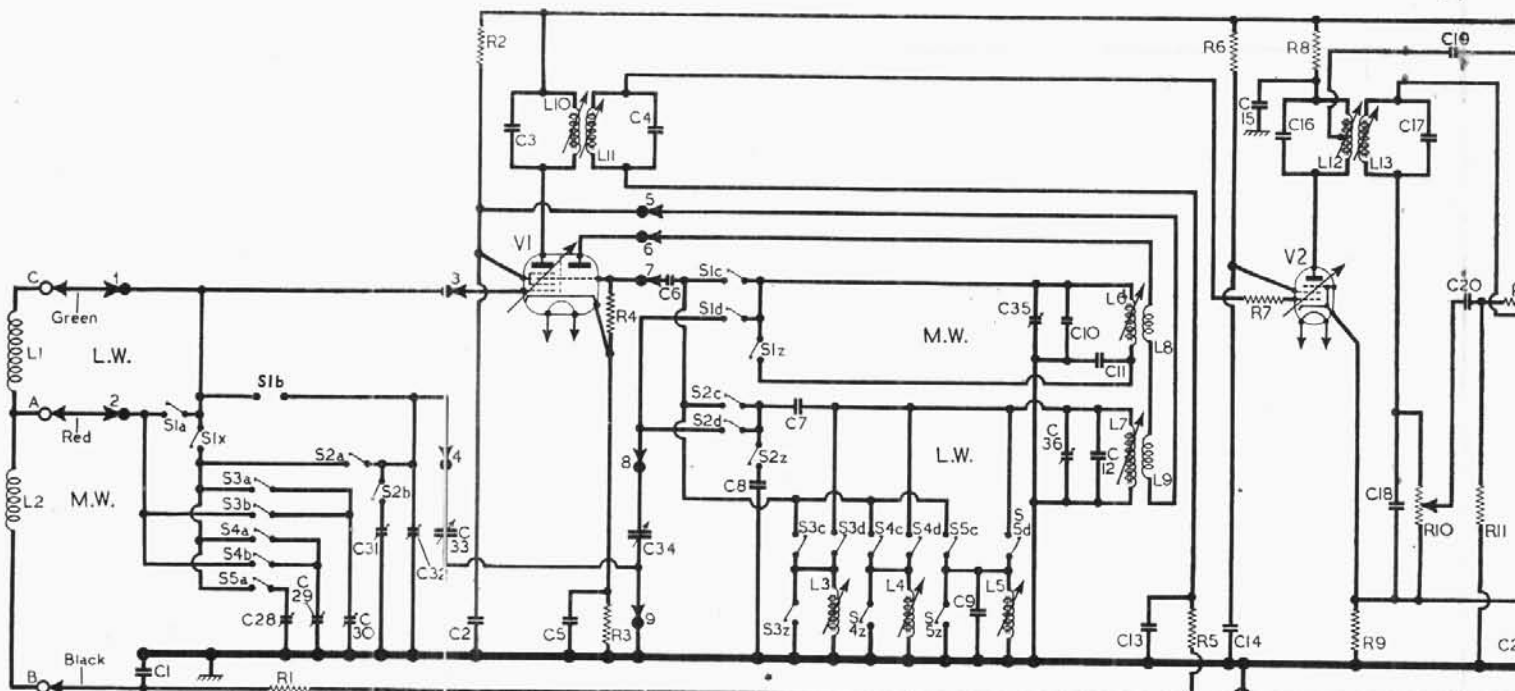 R2
R6
R8
C19
L10
C3
L11
C4
C15
C16
L12
L13
C17
5
6
V1
7
C6
S1c
S1d
S1z
R4
C35
C10
C11
L6
L8
M.W.
V2
R7
C20
C
1
Green
3
L1
L.W.
S1b
A
2
Red
S1a
S1x
S2a
4
S2b
S2c
S2d
S2z
C7
C8
8
L.W.
C36
C12
L7
L9
L2
M.W.
S3a
S3b
S4a
S4b
S5a
C31
C32
C33
C34
S3c
S3d
S4c
S4d
S5c
S5d
C18
R10
R11
C28
C29
C30
C2
C5
R3
9
S3z
L3
S4z
L4
S5z
C9
L5
C13
R5
C14
R9
C2
B
Black
C1
R1